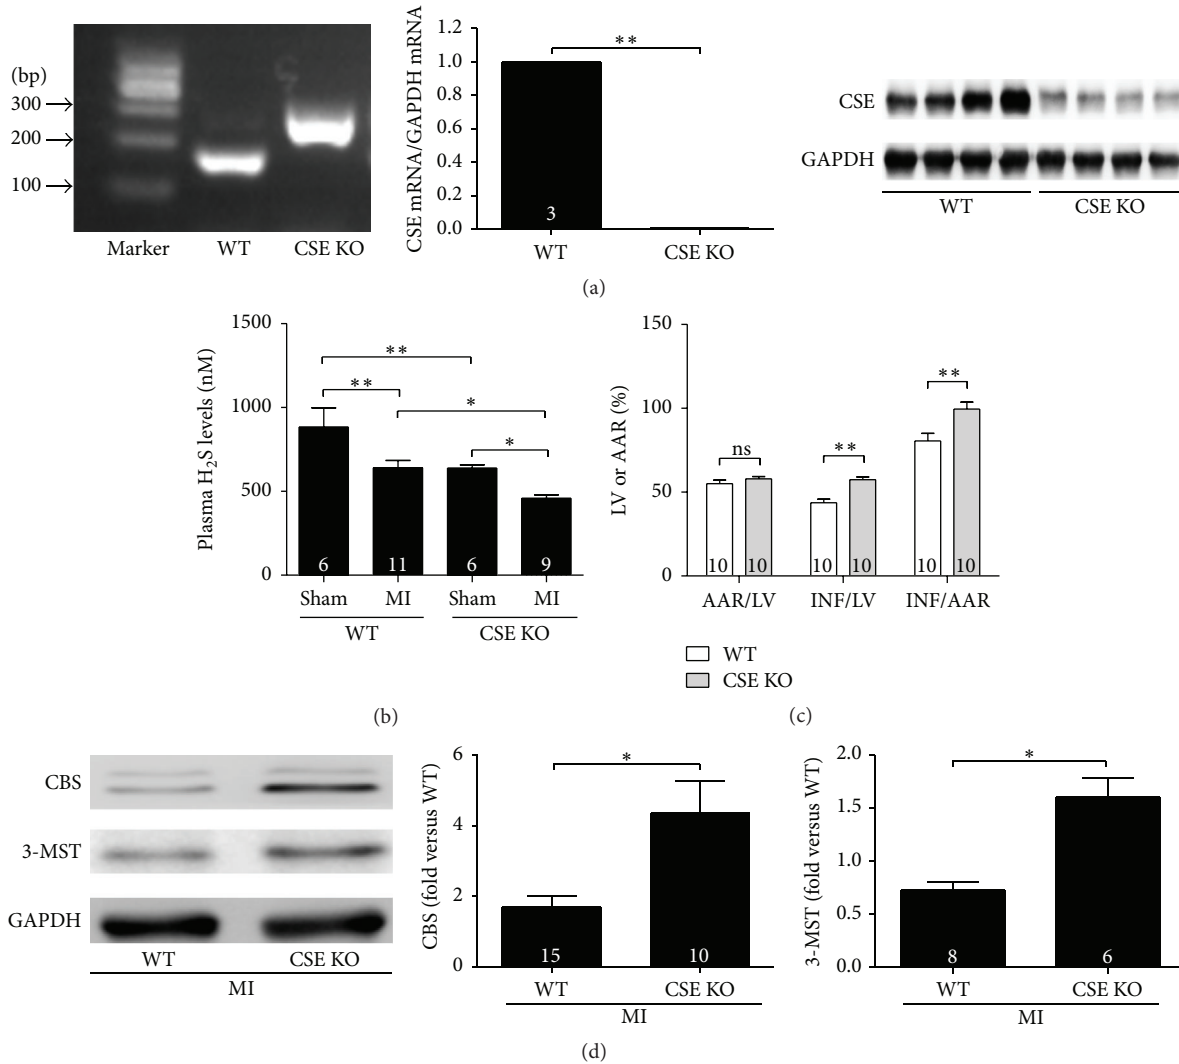 (bp)
300
200
100
Marker
WT
CSE KO
CSE mRNA/GAPDH mRNA
1.2
1.0
0.8
0.6
0.4
0.2
0.0
**
3
WT
CSE KO
CSE
GAPDH
WT
CSE KO
(a)
Plasma H₂S levels (nM)
1500
1000
500
0
**
**
*
*
6
11
6
9
Sham
MI
Sham
MI
WT
CSE KO
(b)
LV or AAR (%)
150
100
50
0
ns
**
**
10
10
10
10
10
10
AAR/LV
INF/LV
INF/AAR
WT
CSE KO
(c)
CBS
3-MST
GAPDH
WT
CSE KO
MI
CBS (fold versus WT)
6
4
2
0
*
15
10
WT
CSE KO
MI
3-MST (fold versus WT)
2.0
1.5
1.0
0.5
0.0
*
8
6
WT
CSE KO
MI
(d)